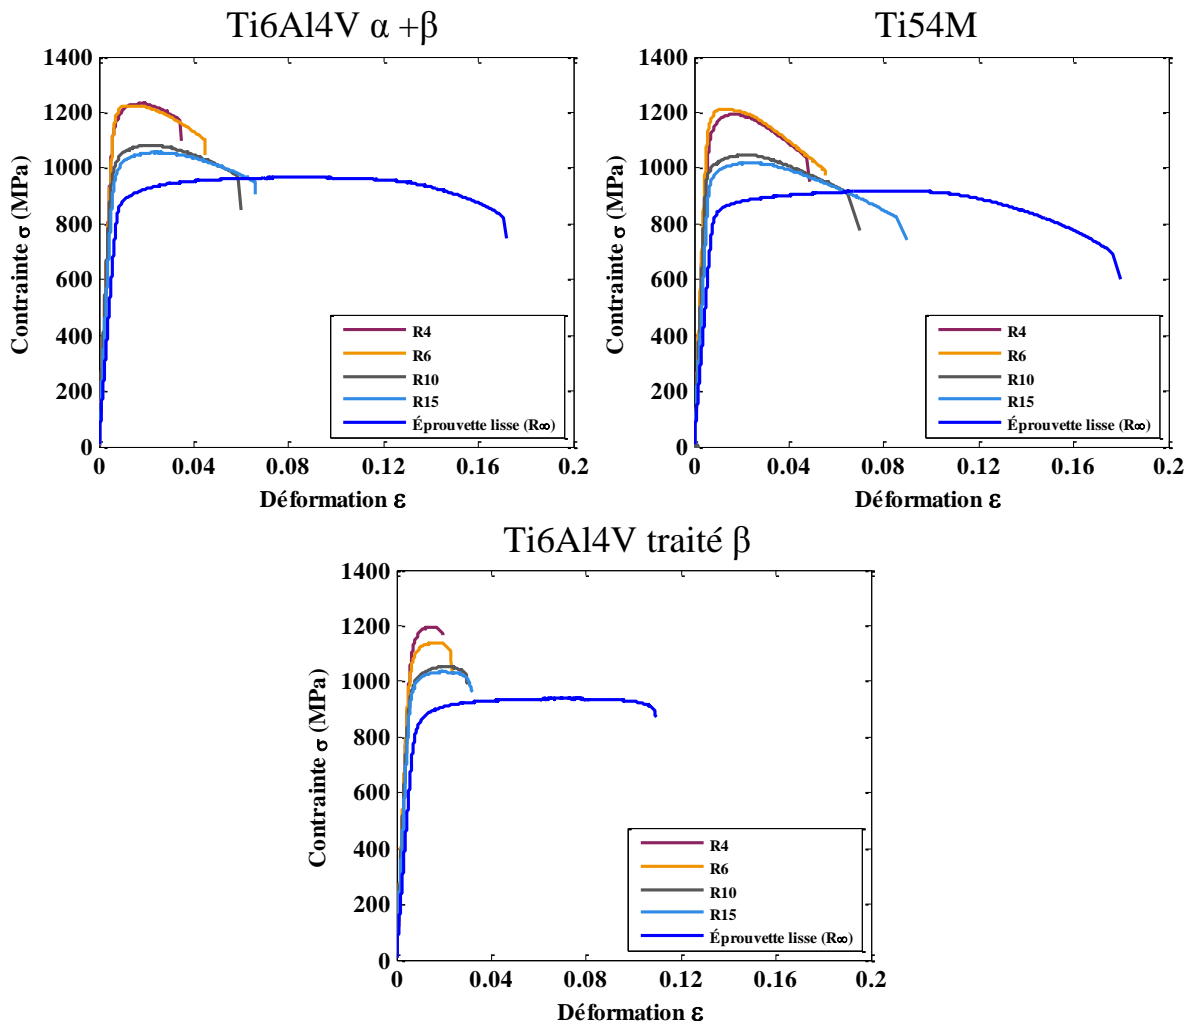 Ti6Al4V α +β
1400
1200
1000
800
600
400
200
0
Contrainte σ (MPa)
R4
R6
R10
R15
Éprouvette lisse (R∞)
0 0.04 0.08 0.12 0.16 0.2
Déformation ε
Ti54M
1400
1200
1000
800
600
400
200
0
Contrainte σ (MPa)
R4
R6
R10
R15
Éprouvette lisse (R∞)
0 0.04 0.08 0.12 0.16 0.2
Déformation ε
Ti6Al4V traité β
1400
1200
1000
800
600
400
200
0
Contrainte σ (MPa)
R4
R6
R10
R15
Éprouvette lisse (R∞)
0 0.04 0.08 0.12 0.16 0.2
Déformation ε